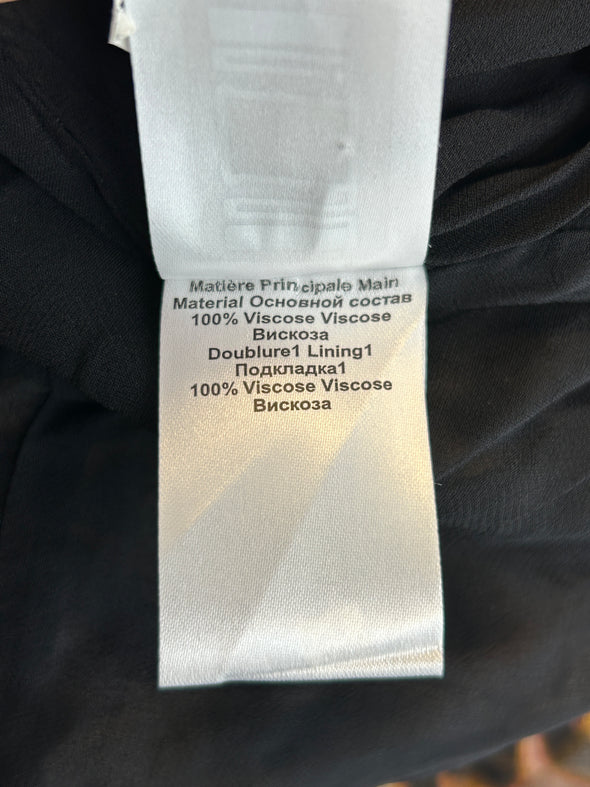 Matière Principale Main
Material Основной состав
100% Viscose Viscose
Вискоза
Doublure1 Lining1
Подкладка1
100% Viscose Viscose
Вискоза